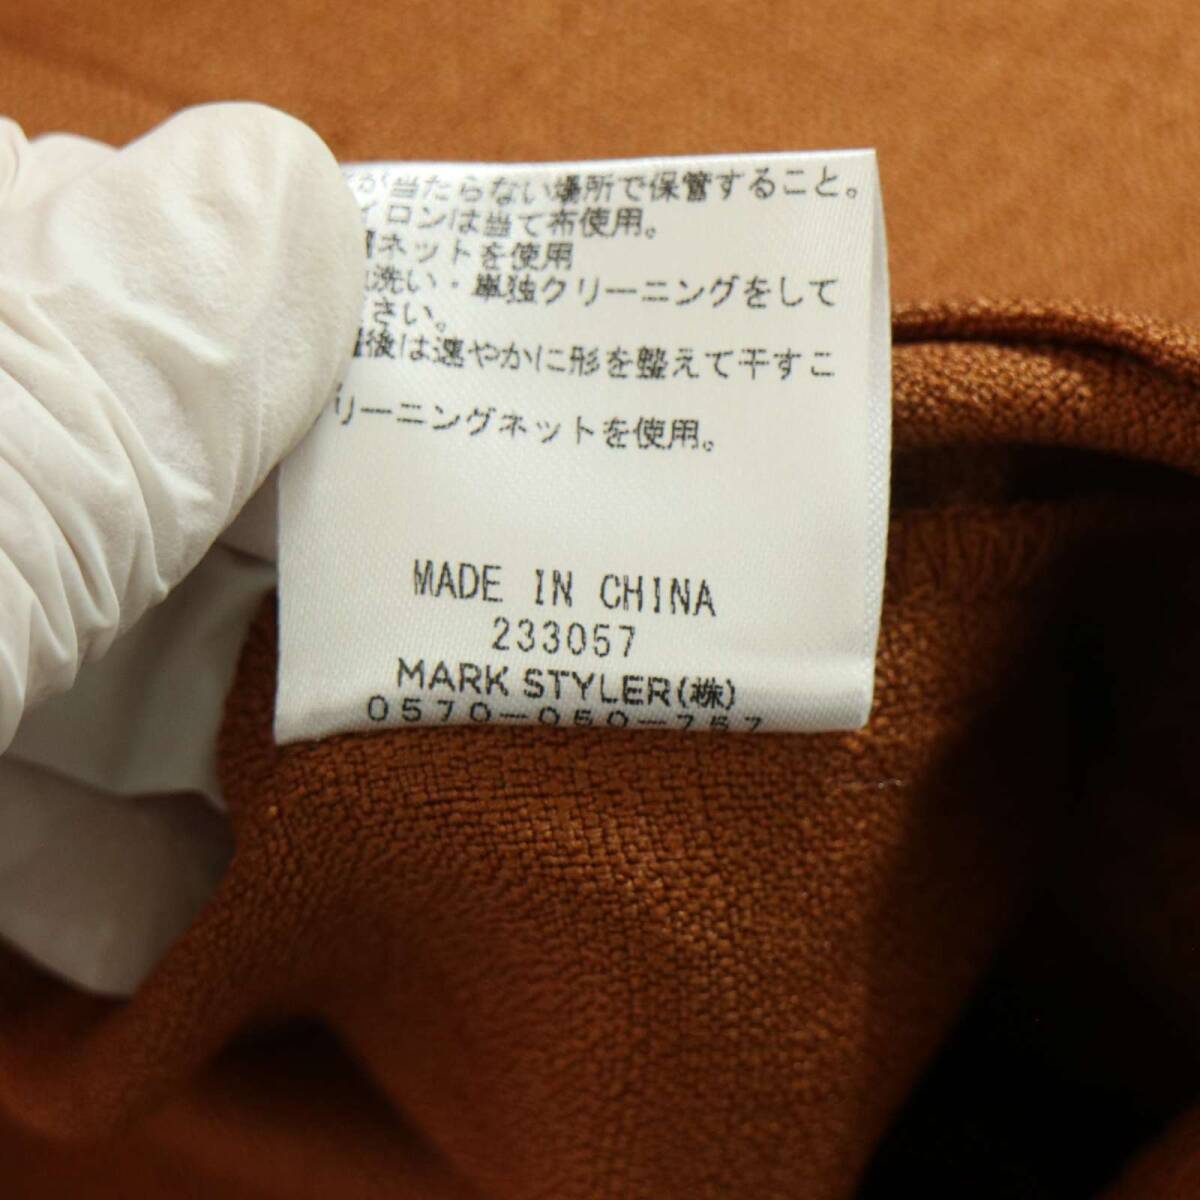 が当たらない場所で保管すること。
イロンは当て布使用。
ネットを使用
洗い・単独クリーニングをして
さい。
後は速やかに形を整えて干すこ
リーニングネットを使用。
MADE IN CHINA
233057
MARK STYLER(株)
0570-050-757